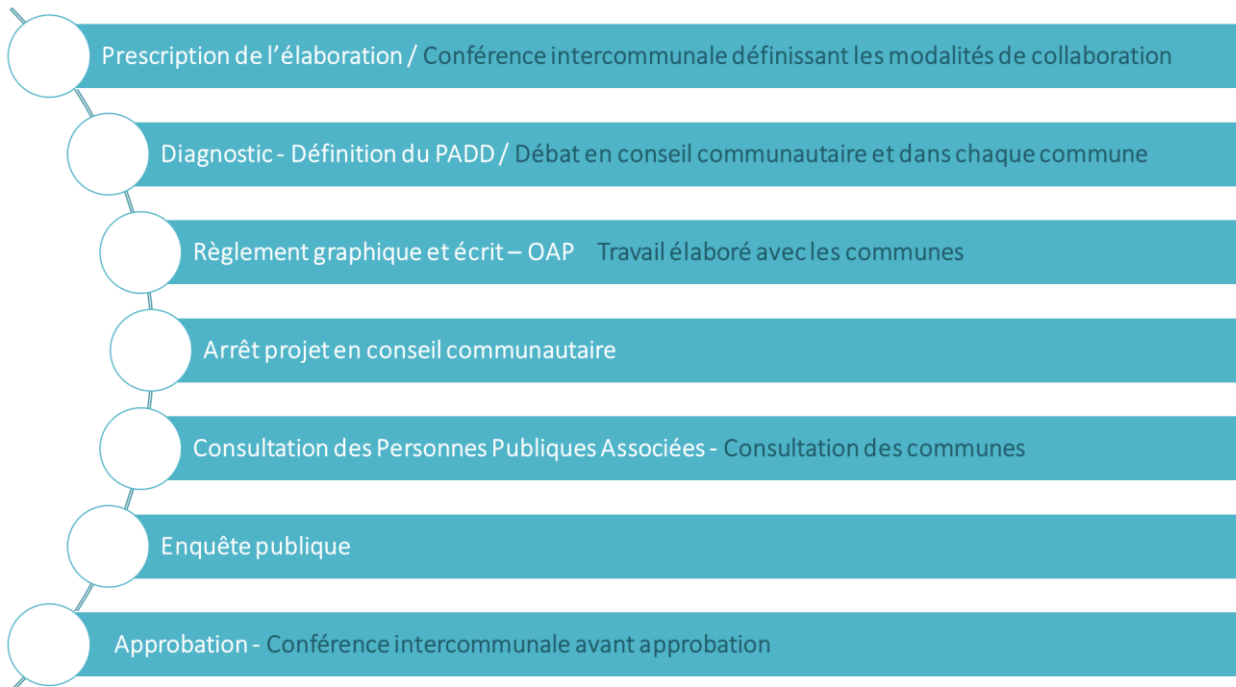 Prescription de l’élaboration / Conférence intercommunale définissant les modalités de collaboration
Diagnostic - Définition du PADD / Débat en conseil communautaire et dans chaque commune
Règlement graphique et écrit – OAP Travail élaboré avec les communes
Arrêt projet en conseil communautaire
Consultation des Personnes Publiques Associées - Consultation des communes
Enquête publique
Approbation - Conférence intercommunale avant approbation